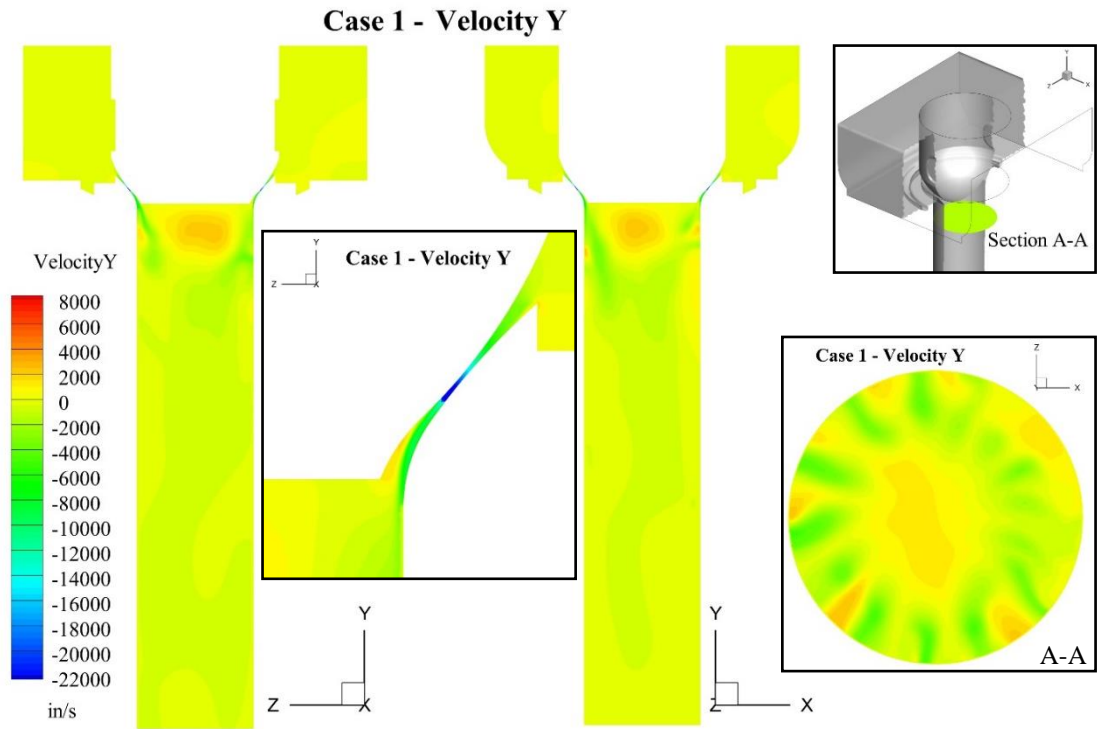 Case 1 - Velocity Y
Y
Z
X
Section A-A
Case 1 - Velocity Y
Y
Z
X
VelocityY
8000
6000
4000
2000
0
-2000
-4000
-6000
-8000
-10000
-12000
-14000
-16000
-18000
-20000
-22000
in/s
Case 1 - Velocity Y
Z
Y
X
A-A
Y
Z
X
Y
Z
X